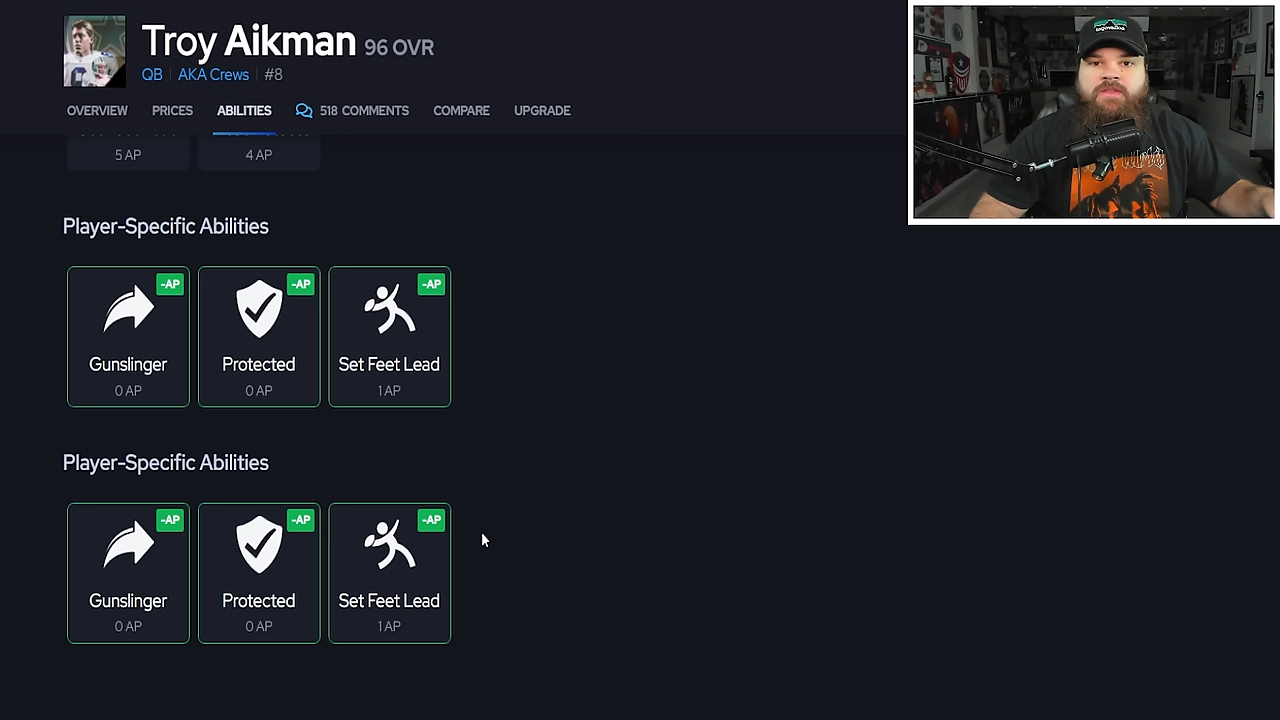 Troy Aikman 96 OVR
QB AKA Crews #8
OVERVIEW PRICES ABILITIES 518 COMMENTS COMPARE UPGRADE
5 AP 4 AP
Player-Specific Abilities
-AP -AP -AP
Gunslinger Protected Set Feet Lead
0 AP 0 AP 1 AP
Player-Specific Abilities
-AP -AP -AP
Gunslinger Protected Set Feet Lead
0 AP 0 AP 1 AP